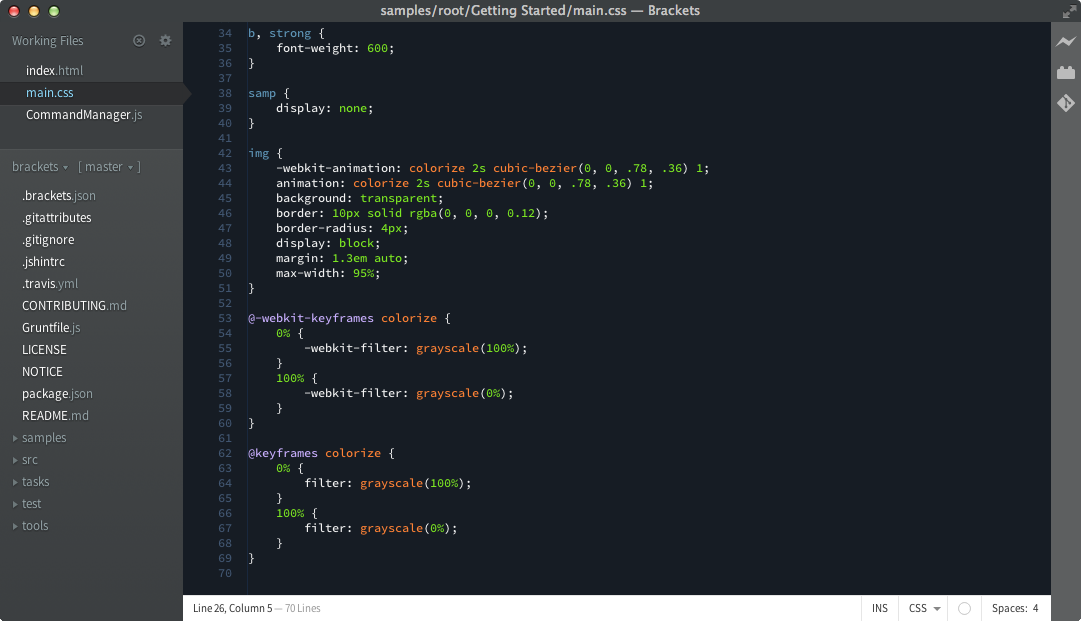 samples/root/Getting Started/main.css — Brackets
Working Files
index.html
main.css
CommandManager.js
brackets [ master ]
.brackets.json
.gitattributes
.gitignore
.jshintrc
.travis.yml
CONTRIBUTING.md
Gruntfile.js
LICENSE
NOTICE
package.json
README.md
samples
src
tasks
test
tools
34 b, strong {
35     font-weight: 600;
36 }
37
38 samp {
39     display: none;
40 }
41
42 img {
43     -webkit-animation: colorize 2s cubic-bezier(0, 0, .78, .36) 1;
44     animation: colorize 2s cubic-bezier(0, 0, .78, .36) 1;
45     background: transparent;
46     border: 10px solid rgba(0, 0, 0, 0.12);
47     border-radius: 4px;
48     display: block;
49     margin: 1.3em auto;
50     max-width: 95%;
51 }
52
53 @-webkit-keyframes colorize {
54     0% {
55         -webkit-filter: grayscale(100%);
56     }
57     100% {
58         -webkit-filter: grayscale(0%);
59     }
60 }
61
62 @keyframes colorize {
63     0% {
64         filter: grayscale(100%);
65     }
66     100% {
67         filter: grayscale(0%);
68     }
69 }
70
Line 26, Column 5 — 70 Lines
INS
CSS
Spaces: 4